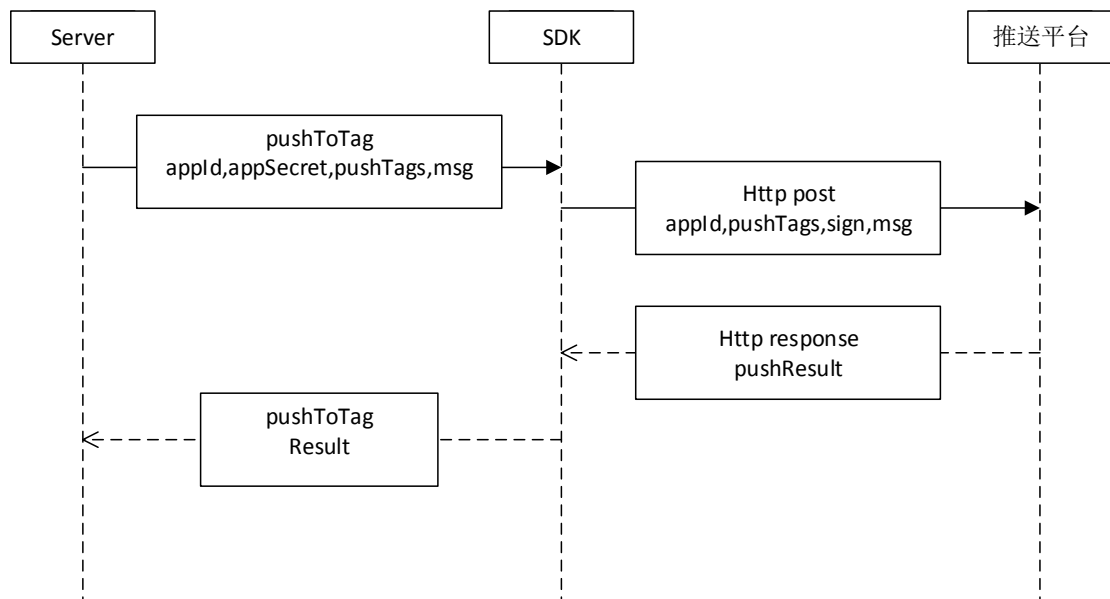 Server
SDK
推送平台
pushToTag
appId,appSecret,pushTags,msg
Http post
appId,pushTags,sign,msg
Http response
pushResult
pushToTag
Result